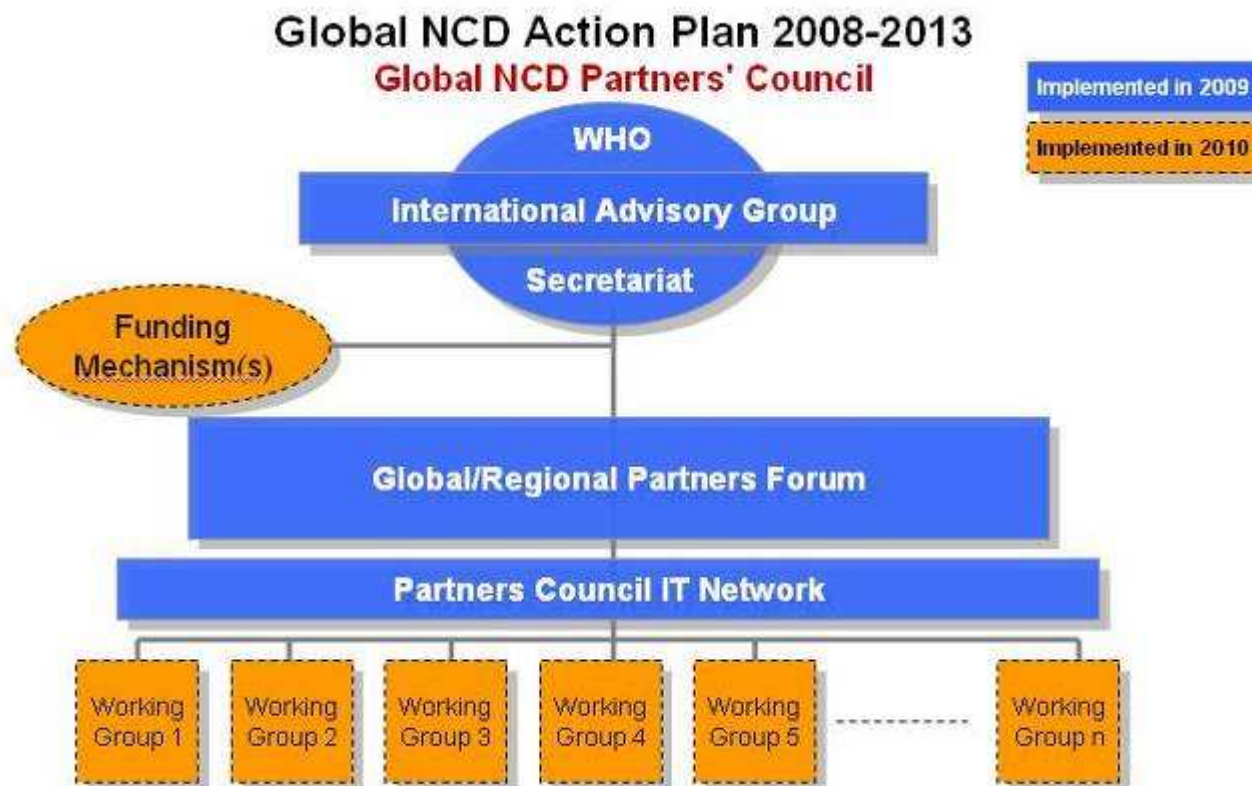 Global NCD Action Plan 2008-2013
Global NCD Partners' Council
Implemented in 2009
Implemented in 2010
WHO
International Advisory Group
Secretariat
Funding
Mechanism(s)
Global/Regional Partners Forum
Partners Council IT Network
Working
Group 1
Working
Group 2
Working
Group 3
Working
Group 4
Working
Group 5
Working
Group n